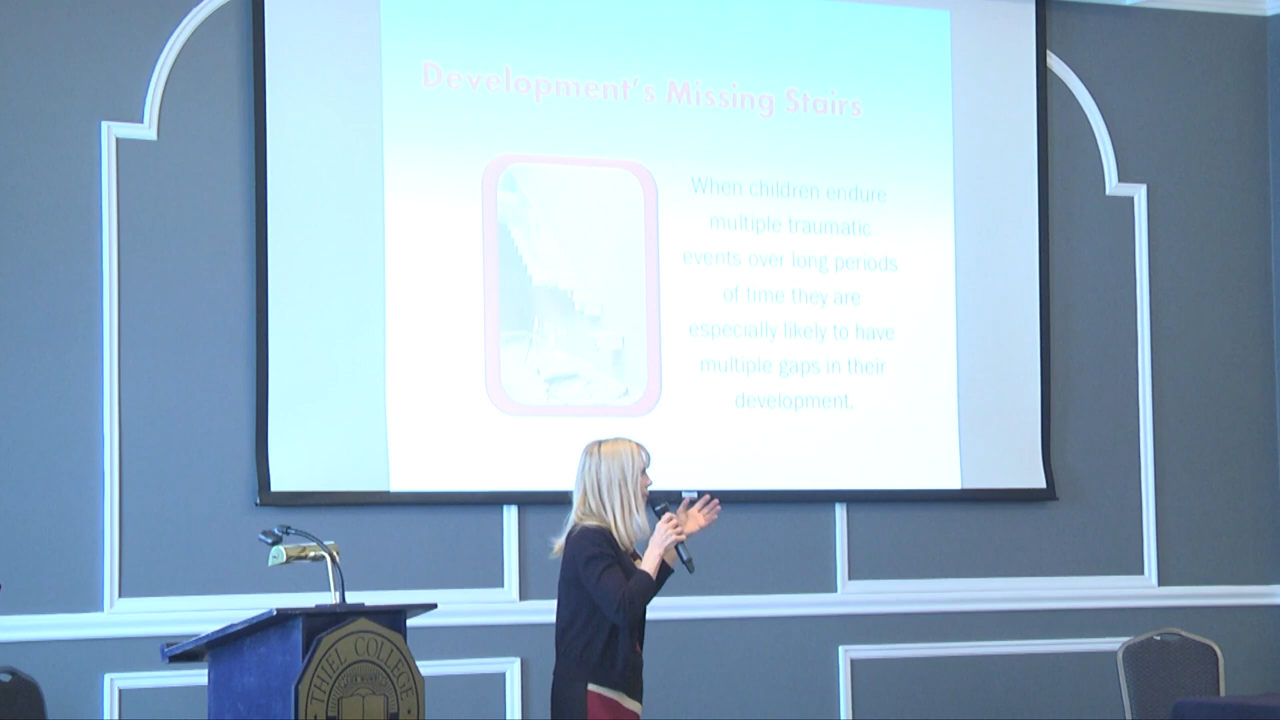 Development's Missing Stairs
When children endure
multiple traumatic
events over long periods
of time they are
especially likely to have
multiple gaps in their
development.
THIEL COLLEGE